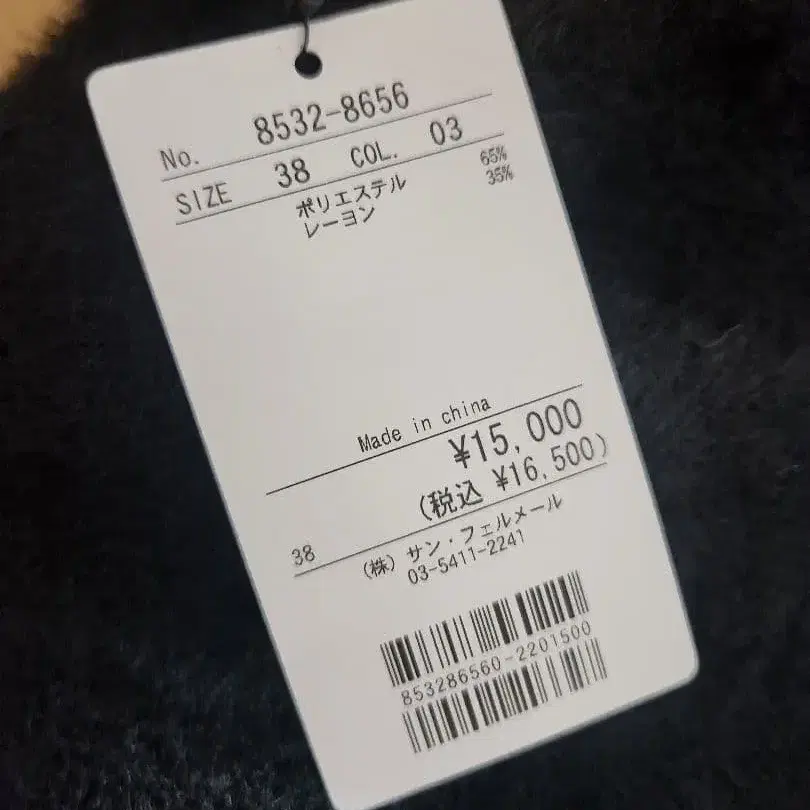 No. 8532-8656
SIZE 38 COL. 03
ポリエステル 65%
レーヨン 35%
Made in china
¥15,000
(税込 ¥16,500)
38
(株) サン・フェルメール
03-5411-2241
853286560-2201500